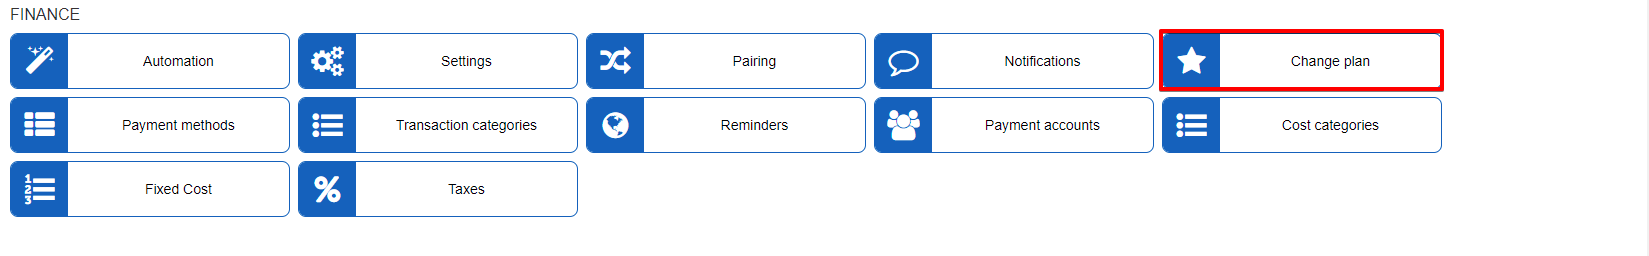 FINANCE
Automation
Settings
Pairing
Notifications
Change plan
Payment methods
Transaction categories
Reminders
Payment accounts
Cost categories
Fixed Cost
Taxes